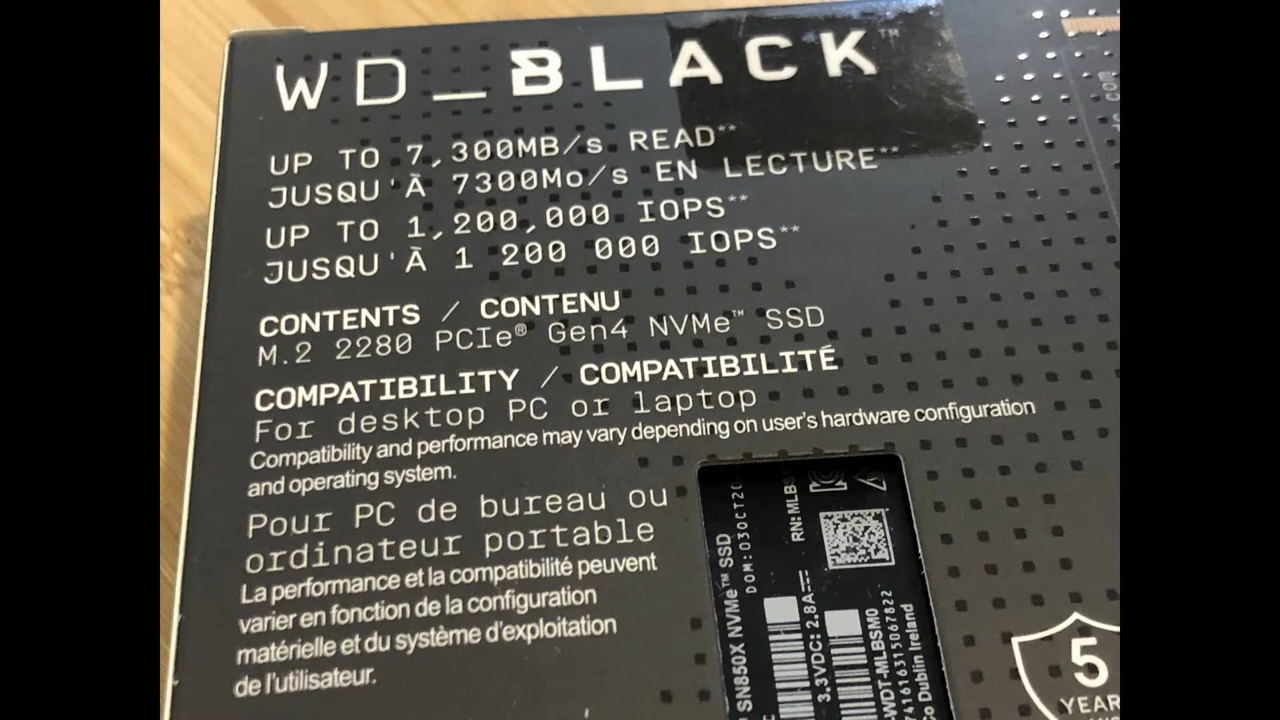 WD_BLACK™
UP TO 7,300MB/s READ**
JUSQU'À 7300Mo/s EN LECTURE**
UP TO 1,200,000 IOPS**
JUSQU'À 1 200 000 IOPS**
CONTENTS / CONTENU
M.2 2280 PCIe® Gen4 NVMe™ SSD
COMPATIBILITY / COMPATIBILITÉ
For desktop PC or laptop
Compatibility and performance may vary depending on user's hardware configuration
and operating system.
Pour PC de bureau ou
ordinateur portable
La performance et la compatibilité peuvent
varier en fonction de la configuration
matérielle et du système d'exploitation
de l'utilisateur.
SN850X NVMe™ SSD
DOM:03OCT2
RN:MLBS
3.3VDC: 2.8A
-WDT-MLBSM0
741616315067822
Co Dublin Ireland
5
YEAR